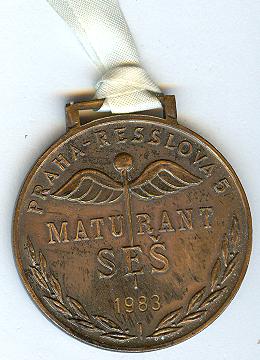 PRAHA-RESSLOVA 5
MATURANT
SEŠ
1983